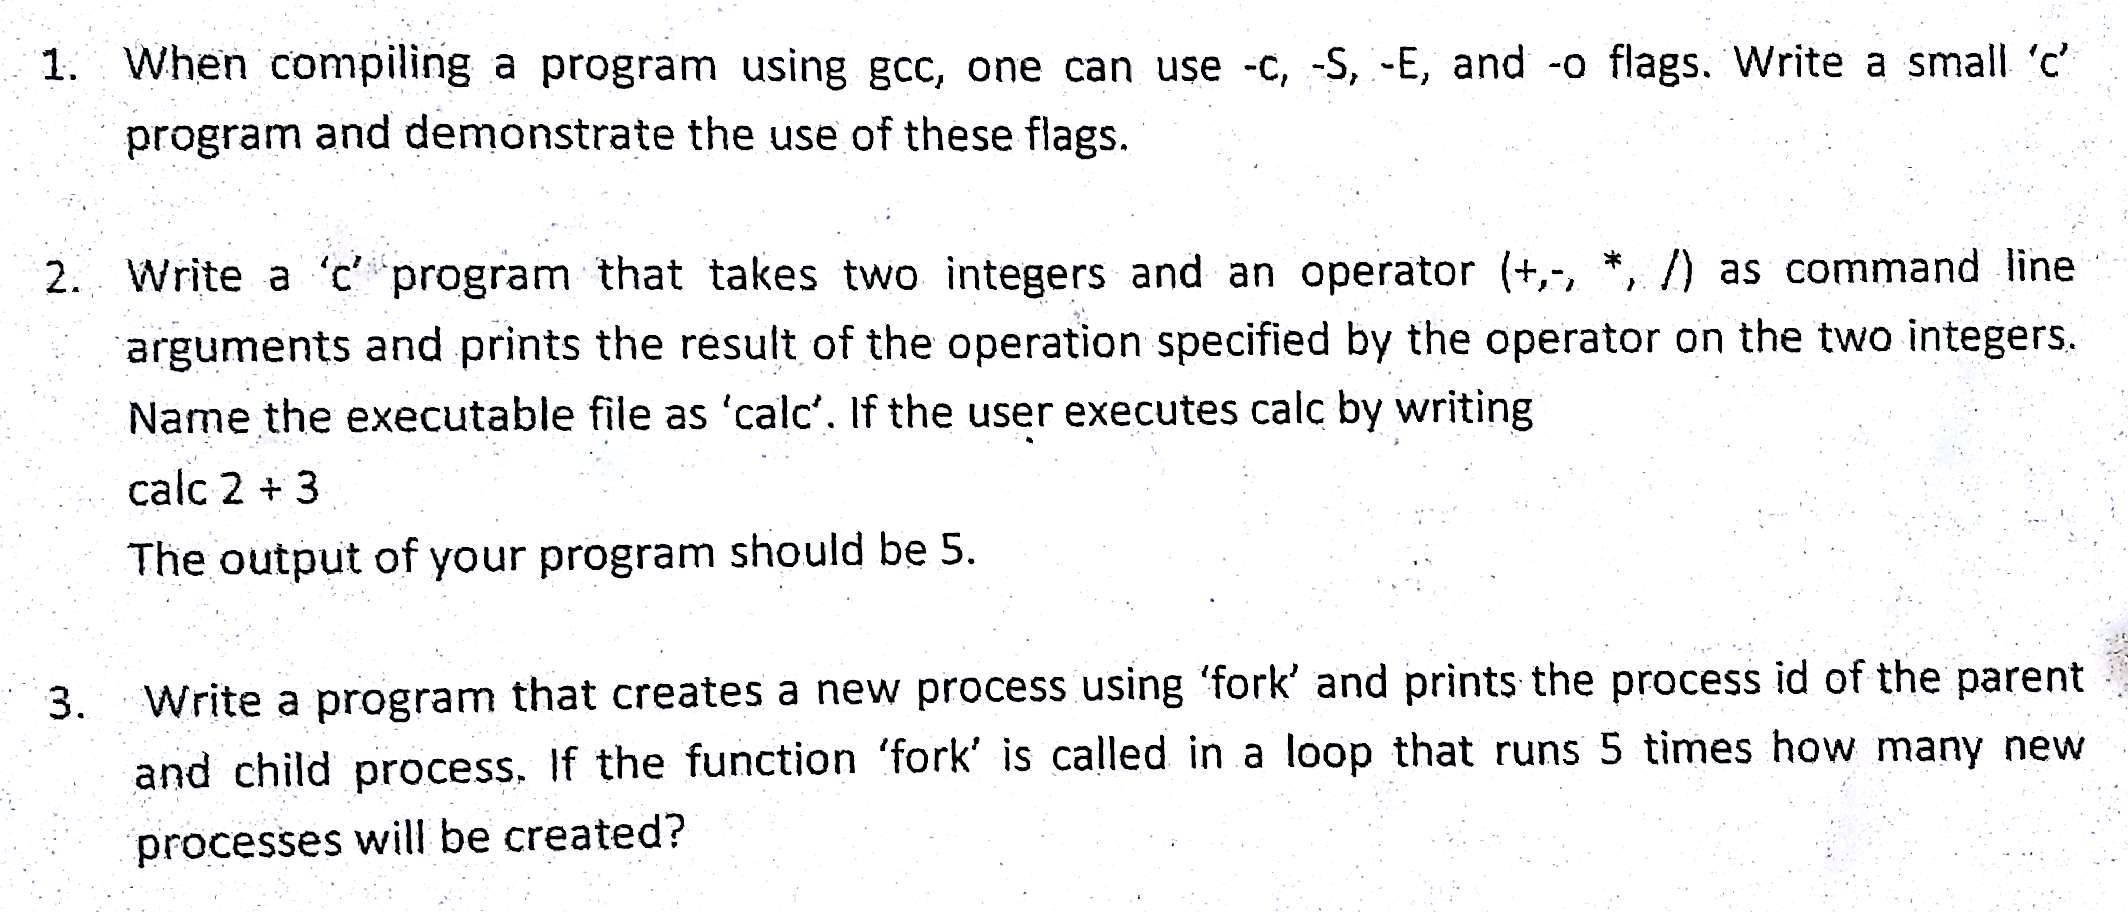 1. When compiling a program using gcc, one can use -c, -S, -E, and -o flags. Write a small ‘c’
program and demonstrate the use of these flags.
2. Write a ‘c’ program that takes two integers and an operator (+,-, *, /) as command line
arguments and prints the result of the operation specified by the operator on the two integers.
Name the executable file as ‘calc’. If the user executes calc by writing
calc 2 + 3
The output of your program should be 5.
3. Write a program that creates a new process using ‘fork’ and prints the process id of the parent
and child process. If the function ‘fork’ is called in a loop that runs 5 times how many new
processes will be created?